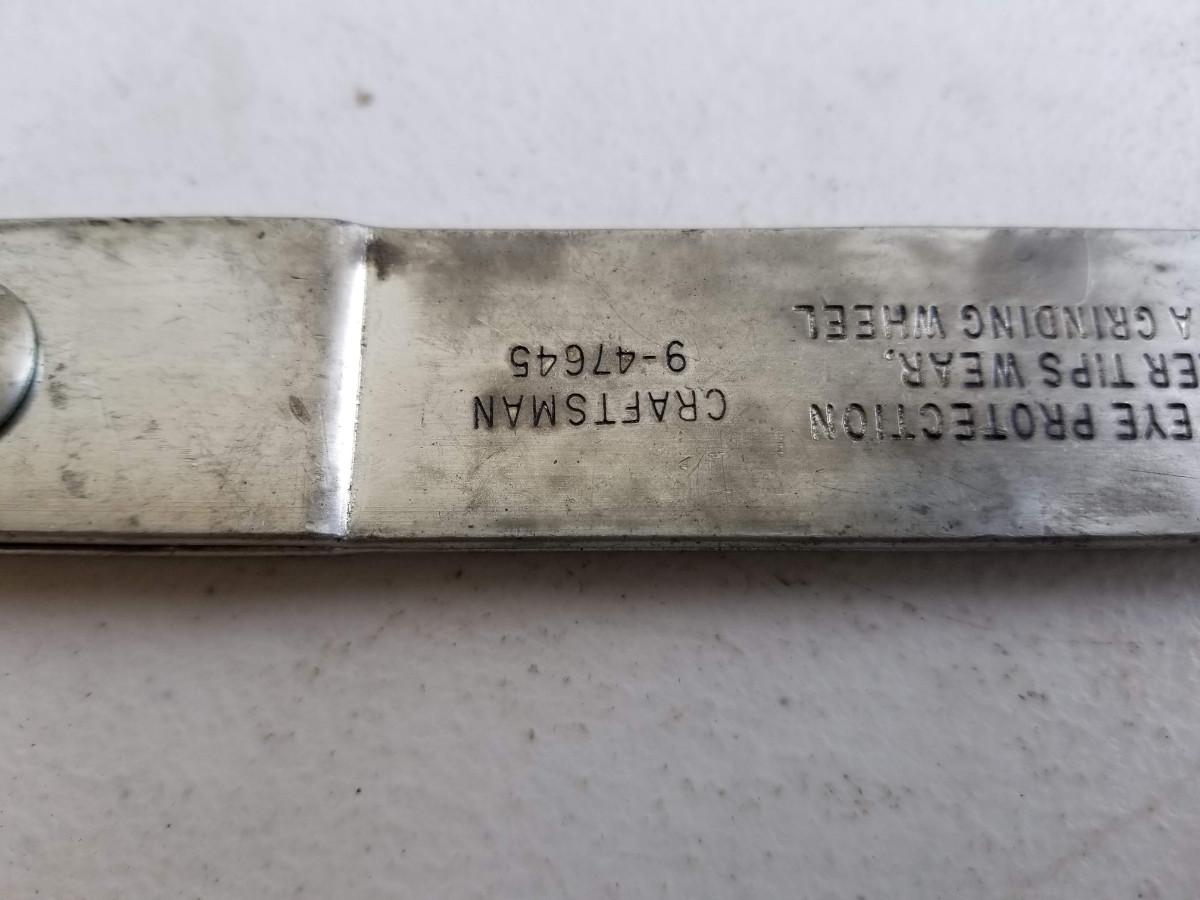 CRAFTSMAN
9-47645
EYE PROTECTION
ER TIPS WEAR,
A GRINDING WHEEL